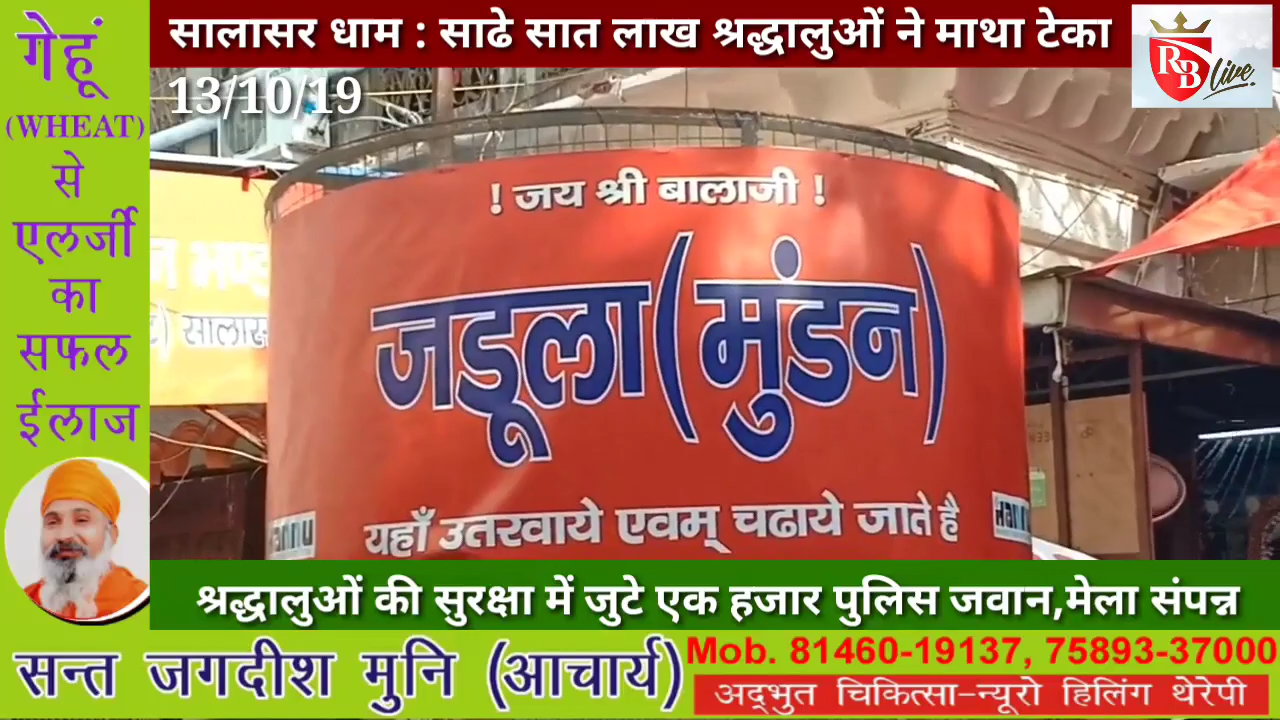 सालासर धाम : साढे सात लाख श्रद्धालुओं ने माथा टेका
RB Live
13/10/19
गेहूं
(WHEAT)
से
एलर्जी
का
सफल
ईलाज
! जय श्री बालाजी !
जडूला (मुंडन)
यहाँ उतरवाये एवम् चढाये जाते है
श्रद्धालुओं की सुरक्षा में जुटे एक हजार पुलिस जवान,मेला संपन्न
सन्त जगदीश मुनि (आचार्य)
Mob. 81460-19137, 75893-37000
अद्भुत चिकित्सा-न्यूरो हिलिंग थेरेपी